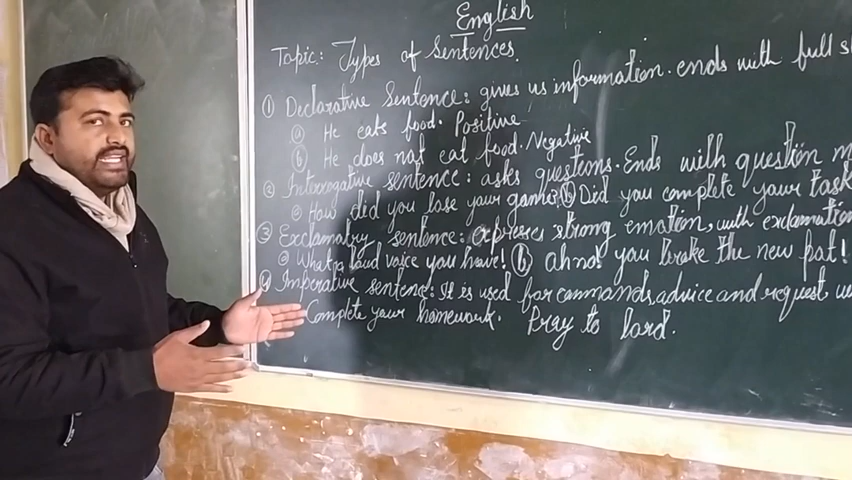 English
Topic: Types of Sentences.
① Declarative Sentence: gives us information. ends with full
ⓐ He eats food. Positive
ⓑ He does not eat food. Negative
② Interrogative sentence: asks questions. Ends with question
ⓐ How did you lose your game? ⓑ Did you complete your task
③ Exclamatry sentence: expresses strong emotion, with exclamation
ⓐ What a loud voice you have! ⓑ ah no! you broke the new pot!
④ Imperative sentence: It is used for commands, advice and request
Complete your homework. Pray to lord.